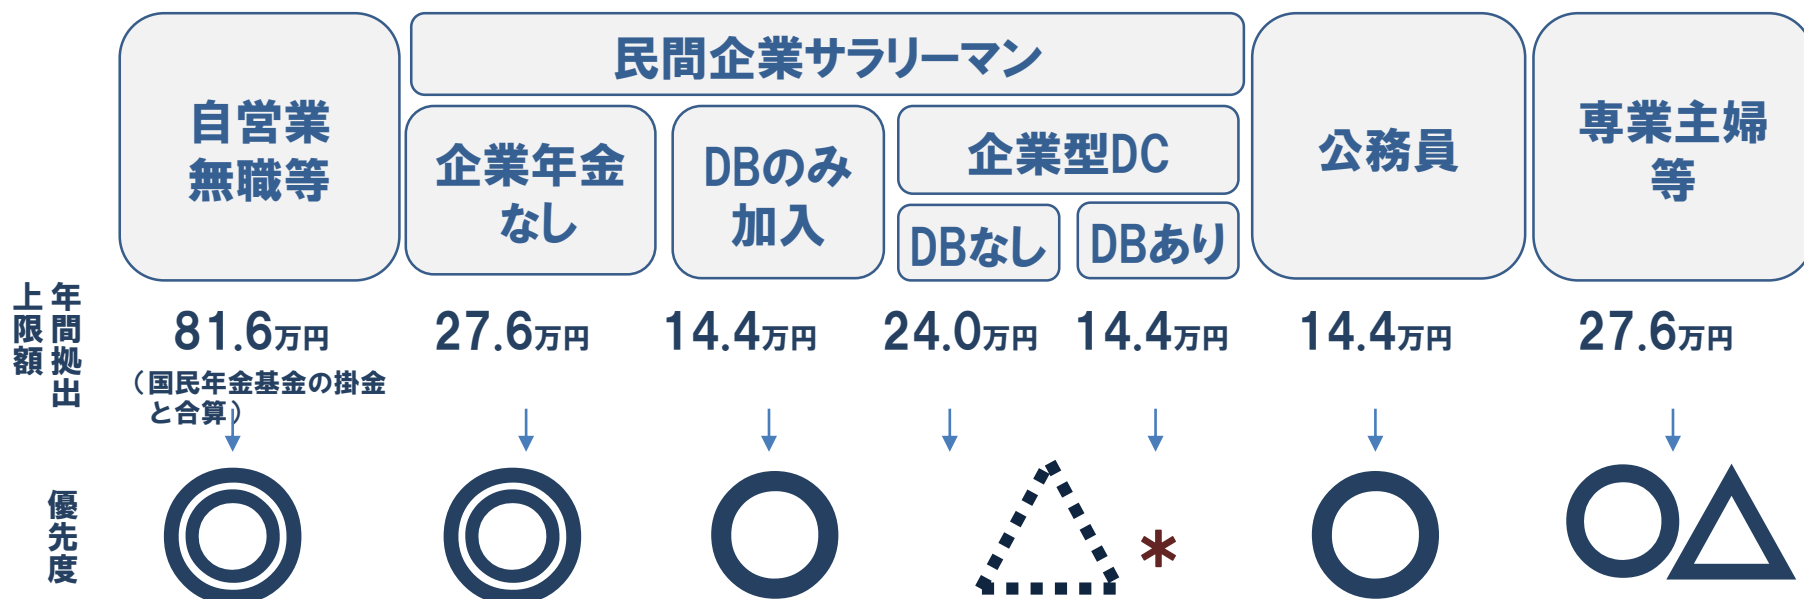 自営業
無職等
民間企業サラリーマン
企業年金
なし
DBのみ
加入
企業型DC
DBなし
DBあり
公務員
専業主婦
等
年間拠出
上限額
81.6万円
27.6万円
14.4万円
24.0万円
14.4万円
14.4万円
27.6万円
（国民年金基金の掛金
と合算）
優先度
*